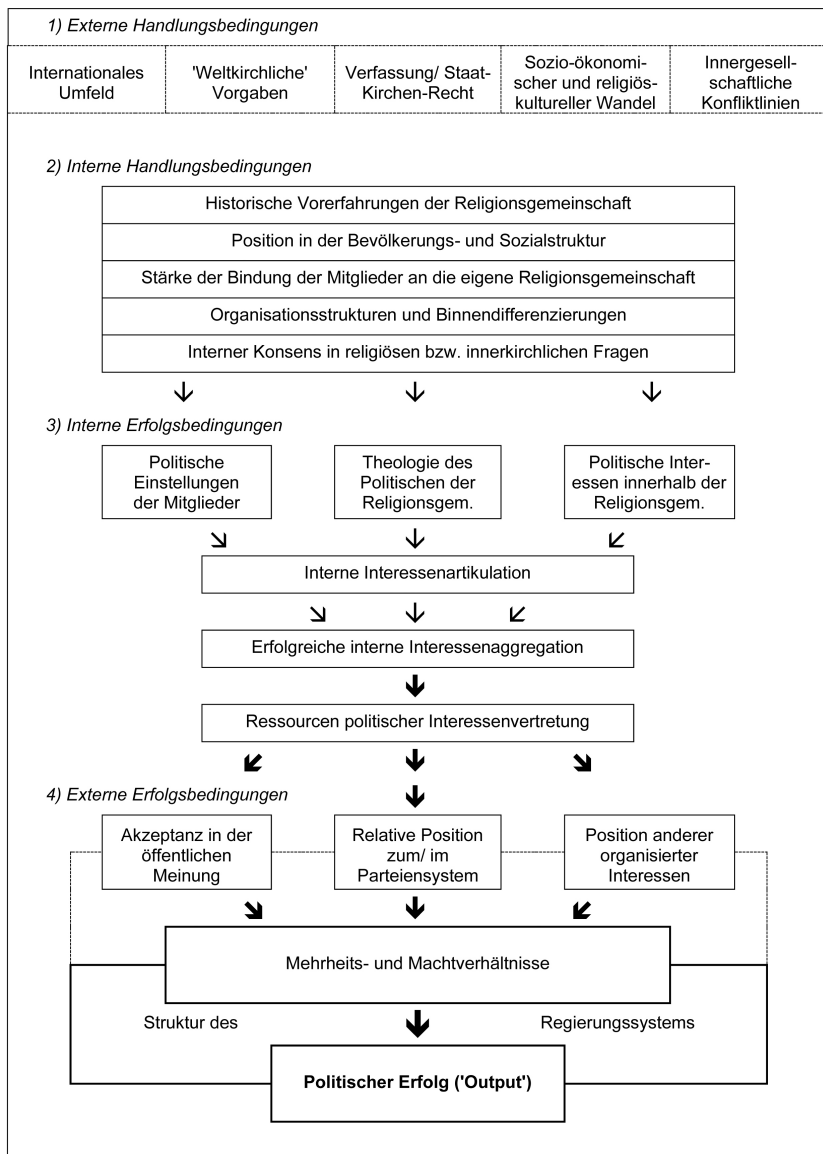 1) Externe Handlungsbedingungen
Internationales
Umfeld
'Weltkirchliche'
Vorgaben
Verfassung/ Staat-
Kirchen-Recht
Sozio-ökonomi-
scher und religiös-
kultureller Wandel
Innergesell-
schaftliche
Konfliktlinien
2) Interne Handlungsbedingungen
Historische Vorerfahrungen der Religionsgemeinschaft
Position in der Bevölkerungs- und Sozialstruktur
Stärke der Bindung der Mitglieder an die eigene Religionsgemeinschaft
Organisationsstrukturen und Binnendifferenzierungen
Interner Konsens in religiösen bzw. innerkirchlichen Fragen
3) Interne Erfolgsbedingungen
Politische
Einstellungen
der Mitglieder
Theologie des
Politischen der
Religionsgem.
Politische Inter-
essen innerhalb der
Religionsgem.
Interne Interessenartikulation
Erfolgreiche interne Interessenaggregation
Ressourcen politischer Interessenvertretung
4) Externe Erfolgsbedingungen
Akzeptanz in der
öffentlichen
Meinung
Relative Position
zum/ im
Parteiensystem
Position anderer
organisierter
Interessen
Mehrheits- und Machtverhältnisse
Struktur des
Regierungssystems
Politischer Erfolg ('Output')